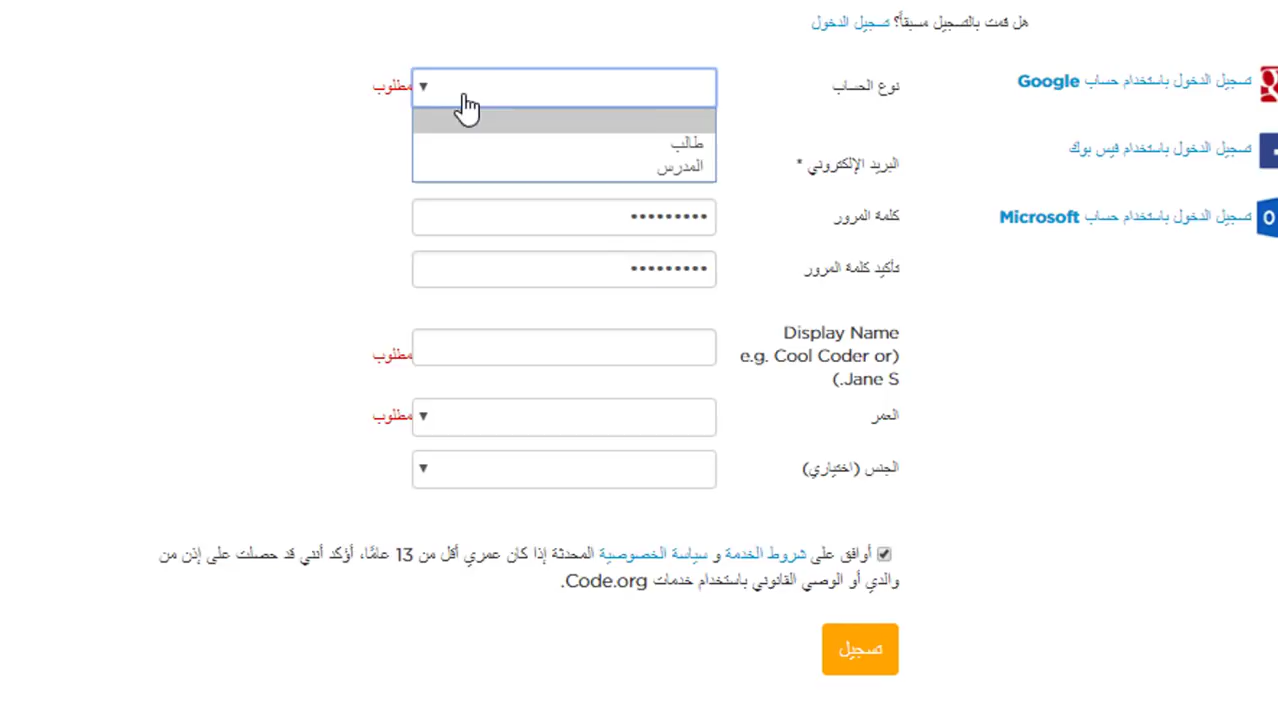 هل قمت بالتسجيل مسبقاً؟ تسجيل الدخول
تسجيل الدخول باستخدام حساب Google
تسجيل الدخول باستخدام فيس بوك
تسجيل الدخول باستخدام حساب Microsoft
نوع الحساب
مطلوب
طالب
المدرس
البريد الإلكتروني *
كلمة المرور
•••••••••
تأكيد كلمة المرور
•••••••••
Display Name
e.g. Cool Coder or)
(.Jane S
مطلوب
العمر
مطلوب
الجنس (اختياري)
أوافق على شروط الخدمة و سياسة الخصوصية المحدثة إذا كان عمري أقل من 13 عامًا، أؤكد أنني قد حصلت على إذن من
والدي أو الوصي القانوني باستخدام خدمات Code.org.
تسجيل